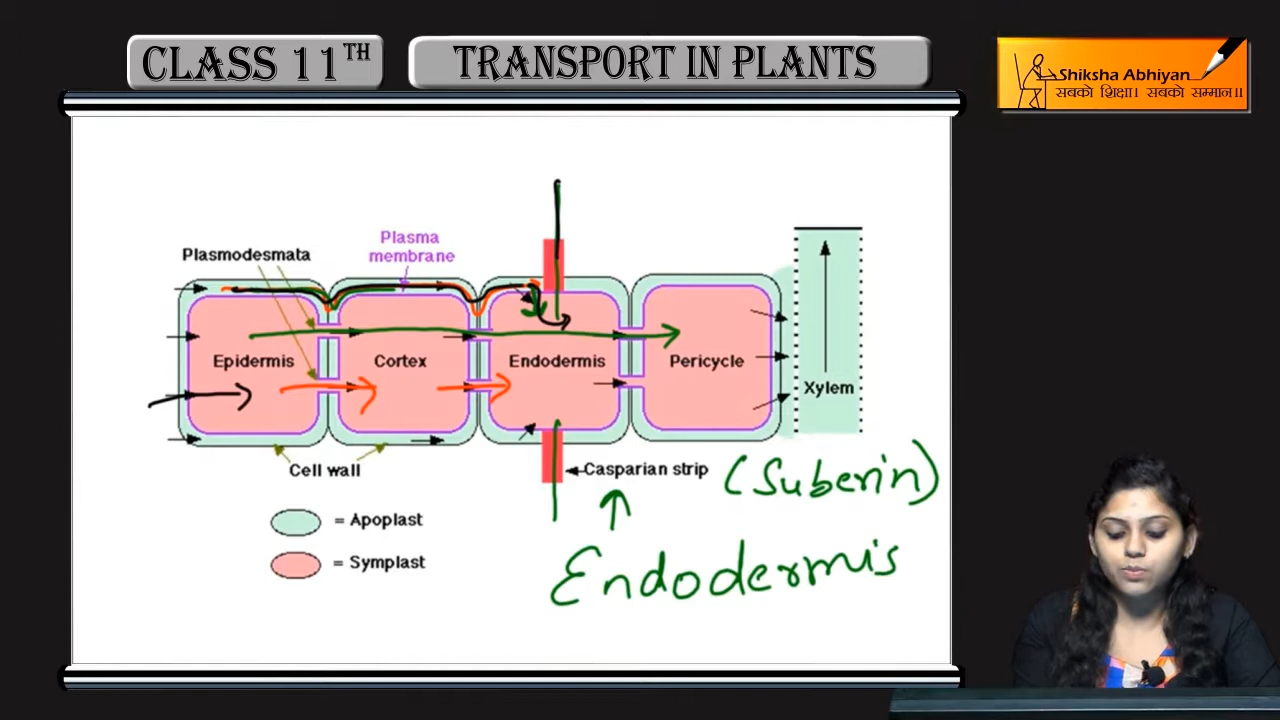 CLASS 11TH
TRANSPORT IN PLANTS
Shiksha Abhiyan
सबको शिक्षा। सबको सम्मान॥
Plasmodesmata
Plasma
membrane
Epidermis
Cortex
Endodermis
Pericycle
Xylem
Cell wall
Casparian strip
(Suberin)
= Apoplast
Endodermis
= Symplast